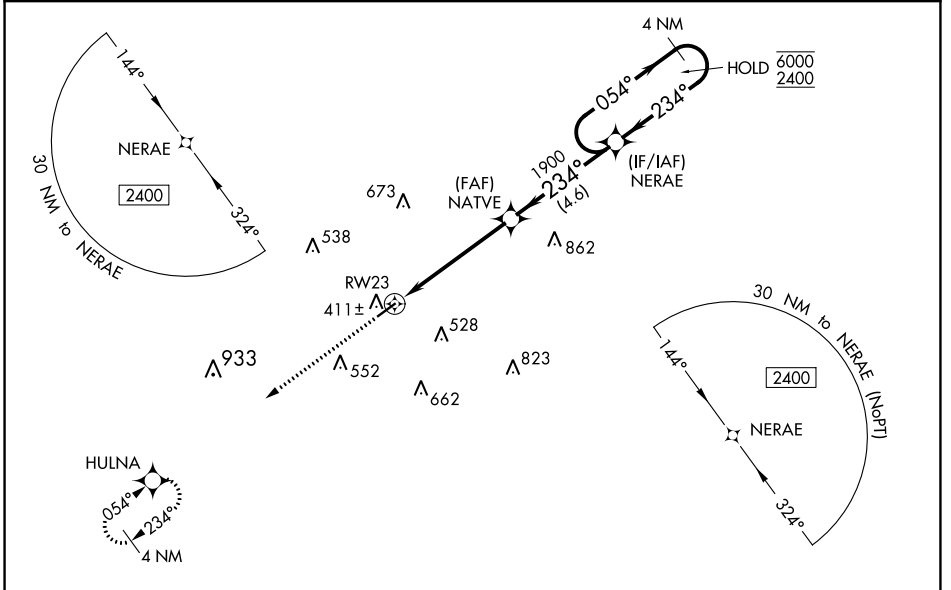 4 NM
HOLD 6000
2400
054°
234°
(IF/IAF)
NERAE
1900
234°
(4.6)
(FAF)
NATVE
144°
NERAE
2400
324°
30 NM to NERAE
673
538
862
RW23
411±
528
933
552
823
662
30 NM to NERAE (NoPT)
144°
2400
NERAE
324°
HULNA
054°
234°
4 NM